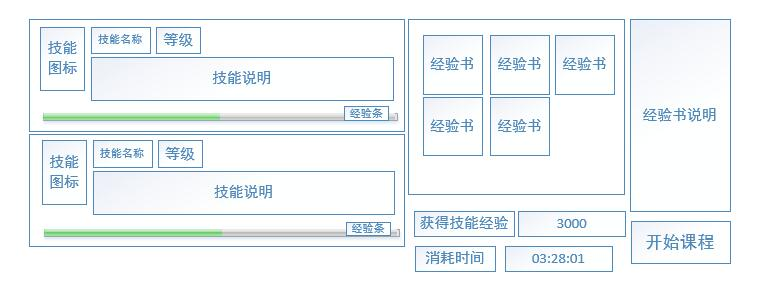 技能
图标
技能名称
等级
技能说明
经验条
技能
图标
技能名称
等级
技能说明
经验条
经验书
经验书
经验书
经验书
经验书
获得技能经验
3000
消耗时间
03:28:01
经验书说明
开始课程